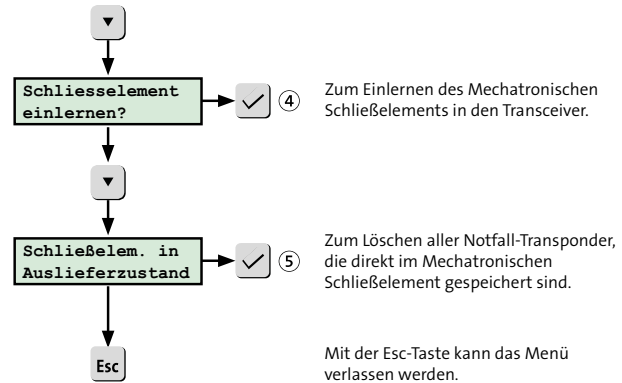 Schliesselement
einlernen?
④
Zum Einlernen des Mechatronischen
Schließelements in den Transceiver.
Schließelem. in
Auslieferzustand
⑤
Zum Löschen aller Notfall-Transponder,
die direkt im Mechatronischen
Schließelement gespeichert sind.
Esc
Mit der Esc-Taste kann das Menü
verlassen werden.